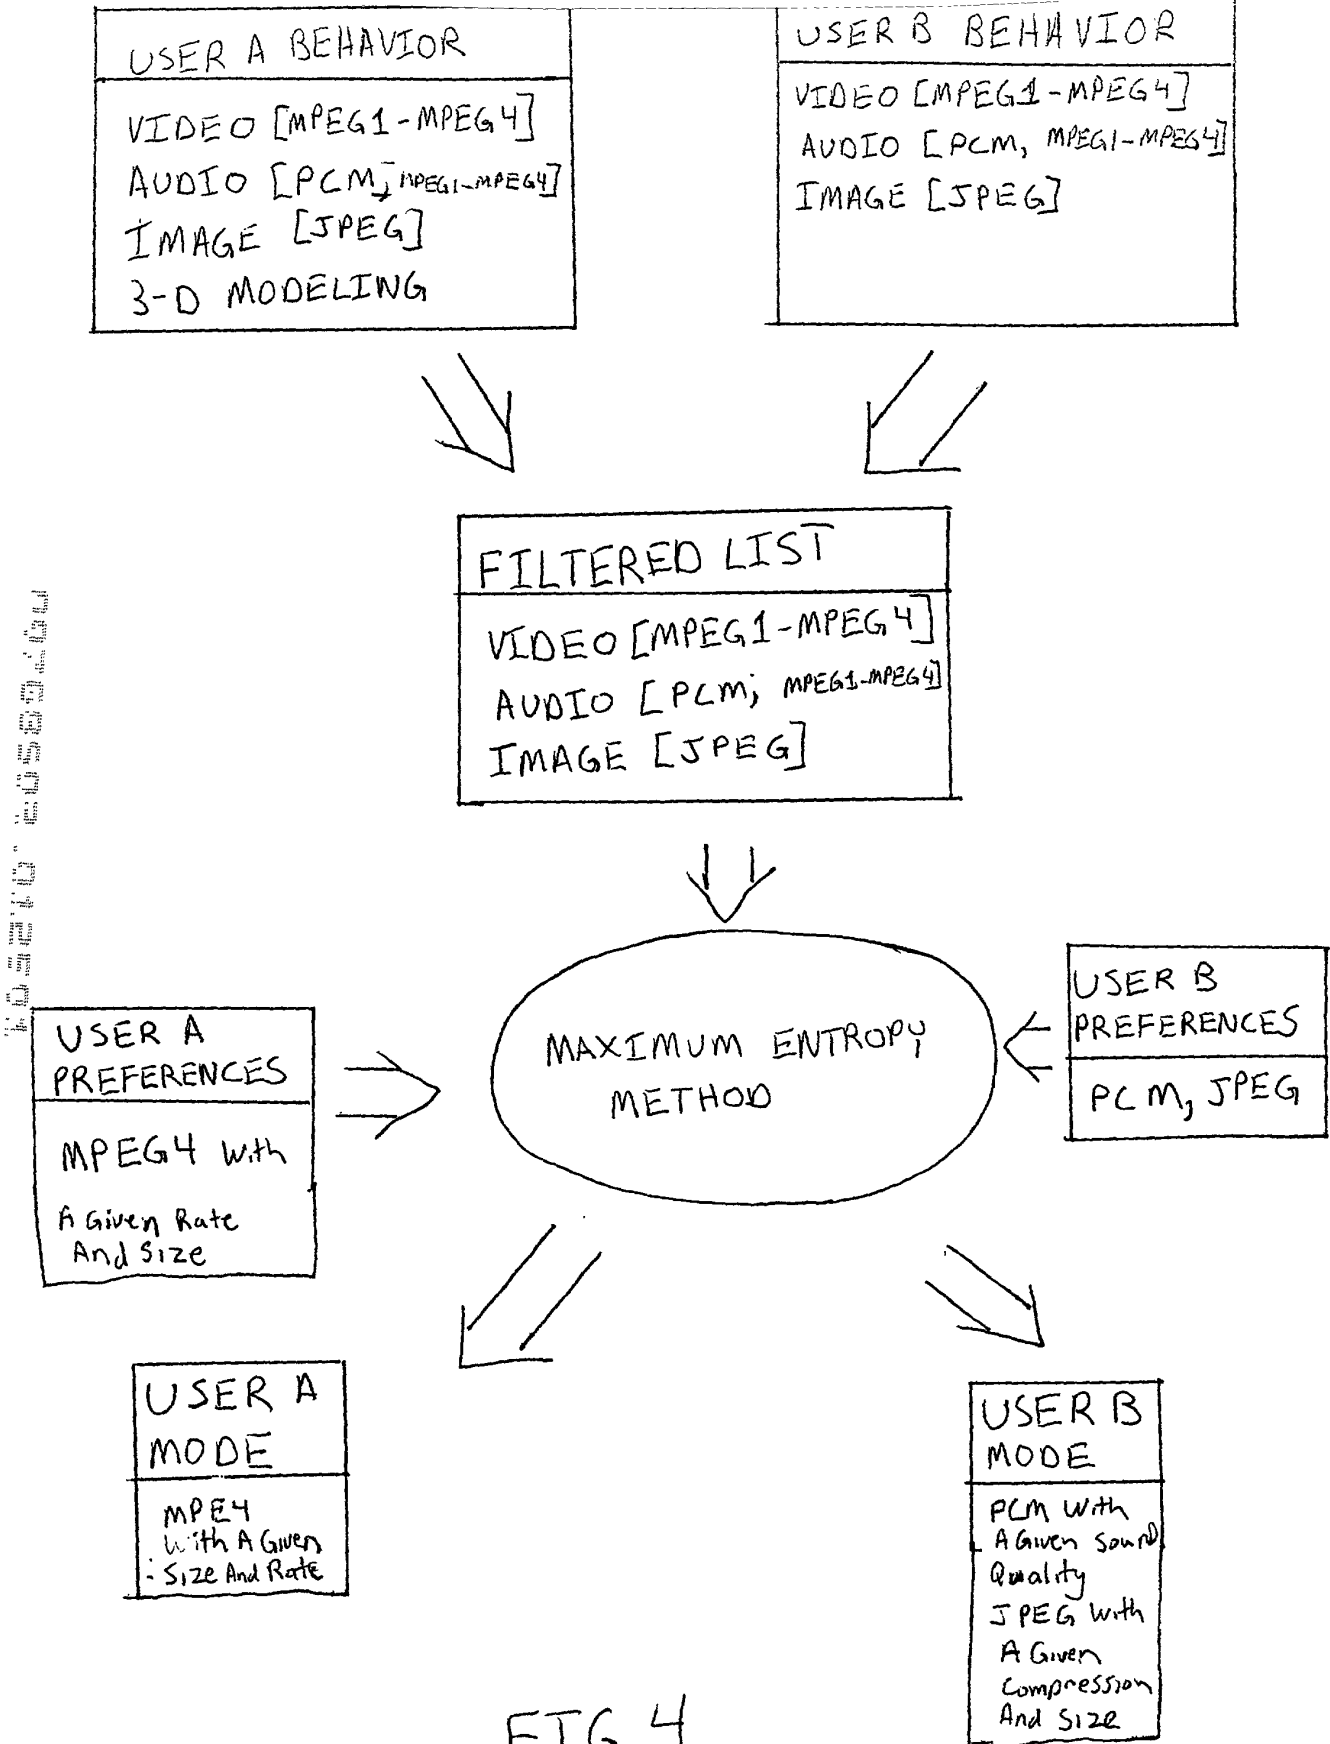 USER A BEHAVIOR
VIDEO [MPEG1-MPEG4]
AUDIO [PCM; MPEG1-MPEG4]
IMAGE [JPEG]
3-D MODELING
USER B BEHAVIOR
VIDEO [MPEG1-MPEG4]
AUDIO [PCM, MPEG1-MPEG4]
IMAGE [JPEG]
FILTERED LIST
VIDEO [MPEG1-MPEG4]
AUDIO [PCM; MPEG1-MPEG4]
IMAGE [JPEG]
MAXIMUM ENTROPY
METHOD
USER A
PREFERENCES
MPEG4 With
A Given Rate
And Size
USER B
PREFERENCES
PCM, JPEG
USER A
MODE
MPE4
With A Given
Size And Rate
USER B
MODE
PCM With
A Given Sound
Quality
JPEG With
A Given
Compression
And Size
FIG 4